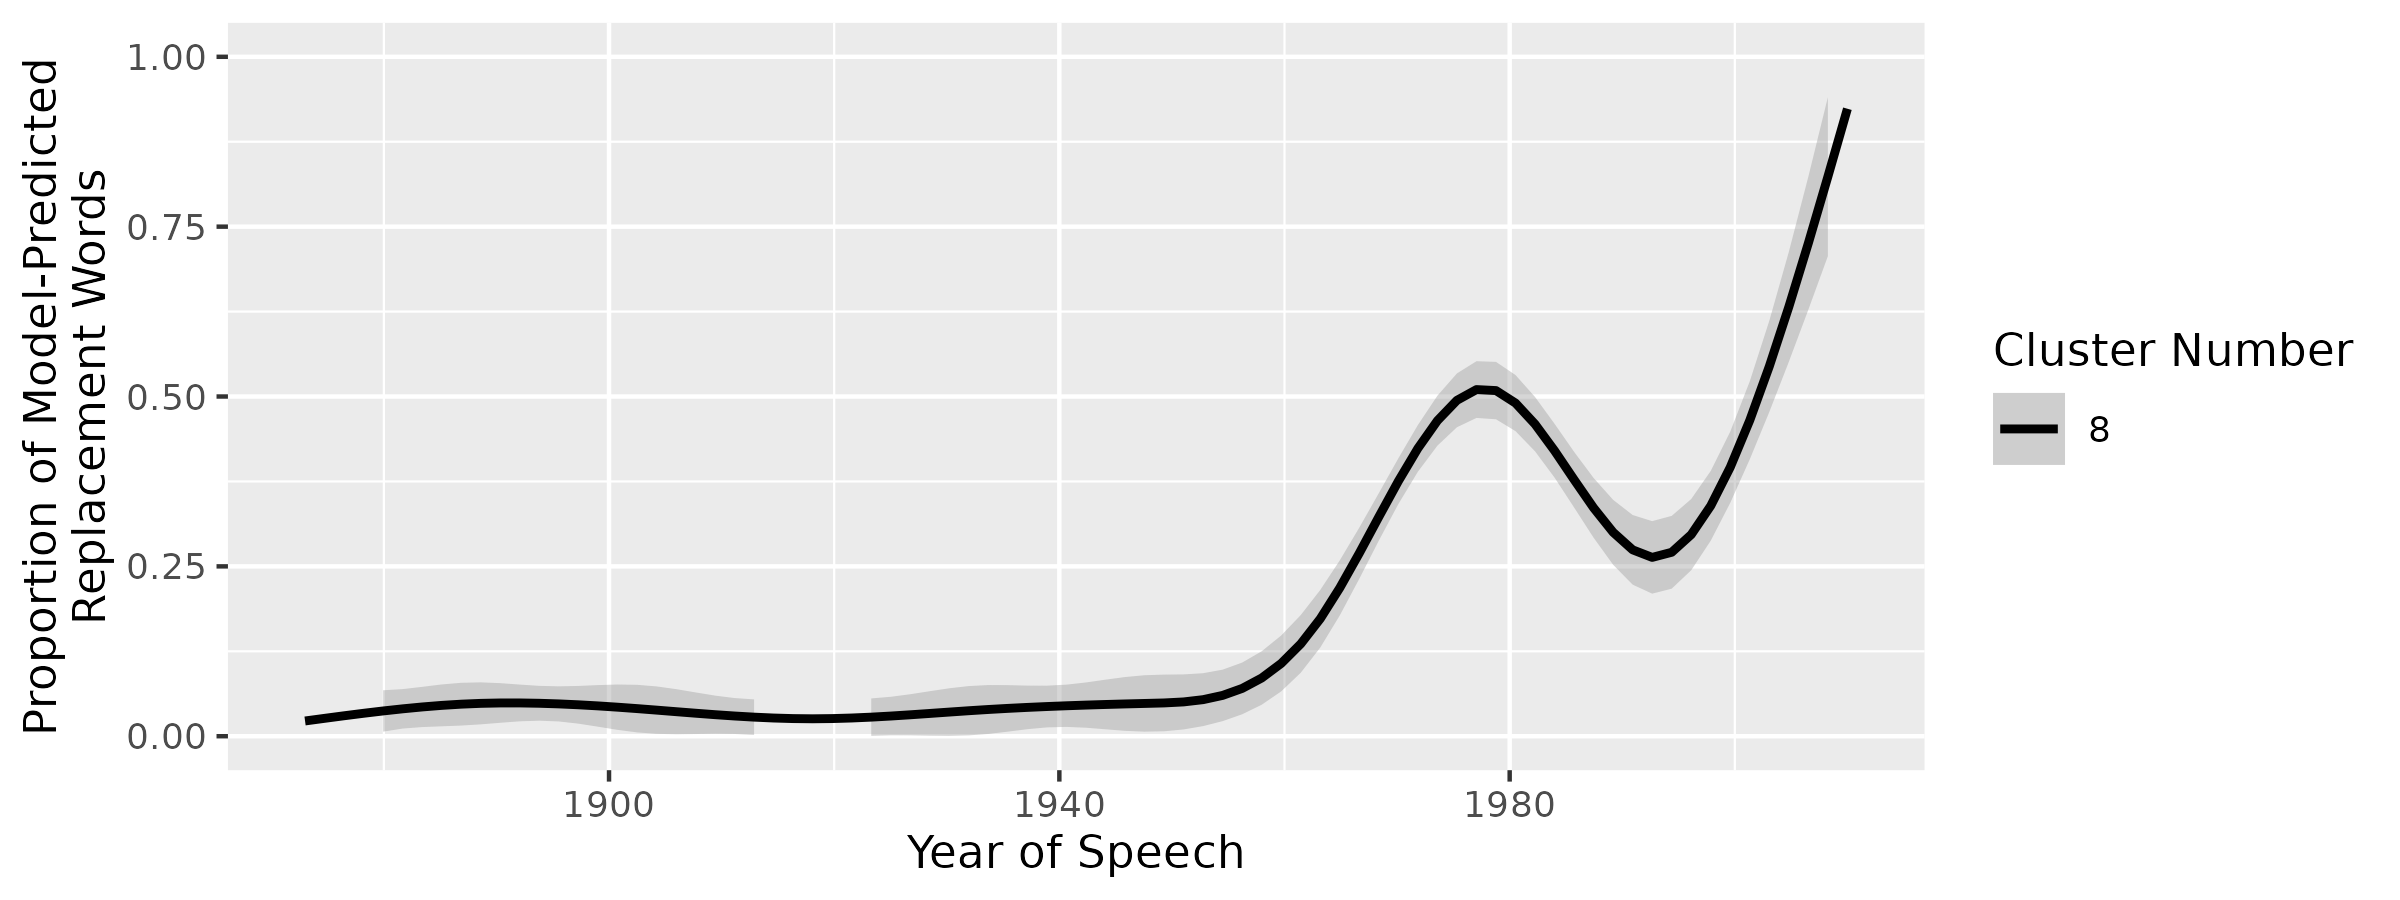 Proportion of Model-Predicted
Replacement Words
1.00
0.75
0.50
0.25
0.00
1900
1940
1980
Year of Speech
Cluster Number
8